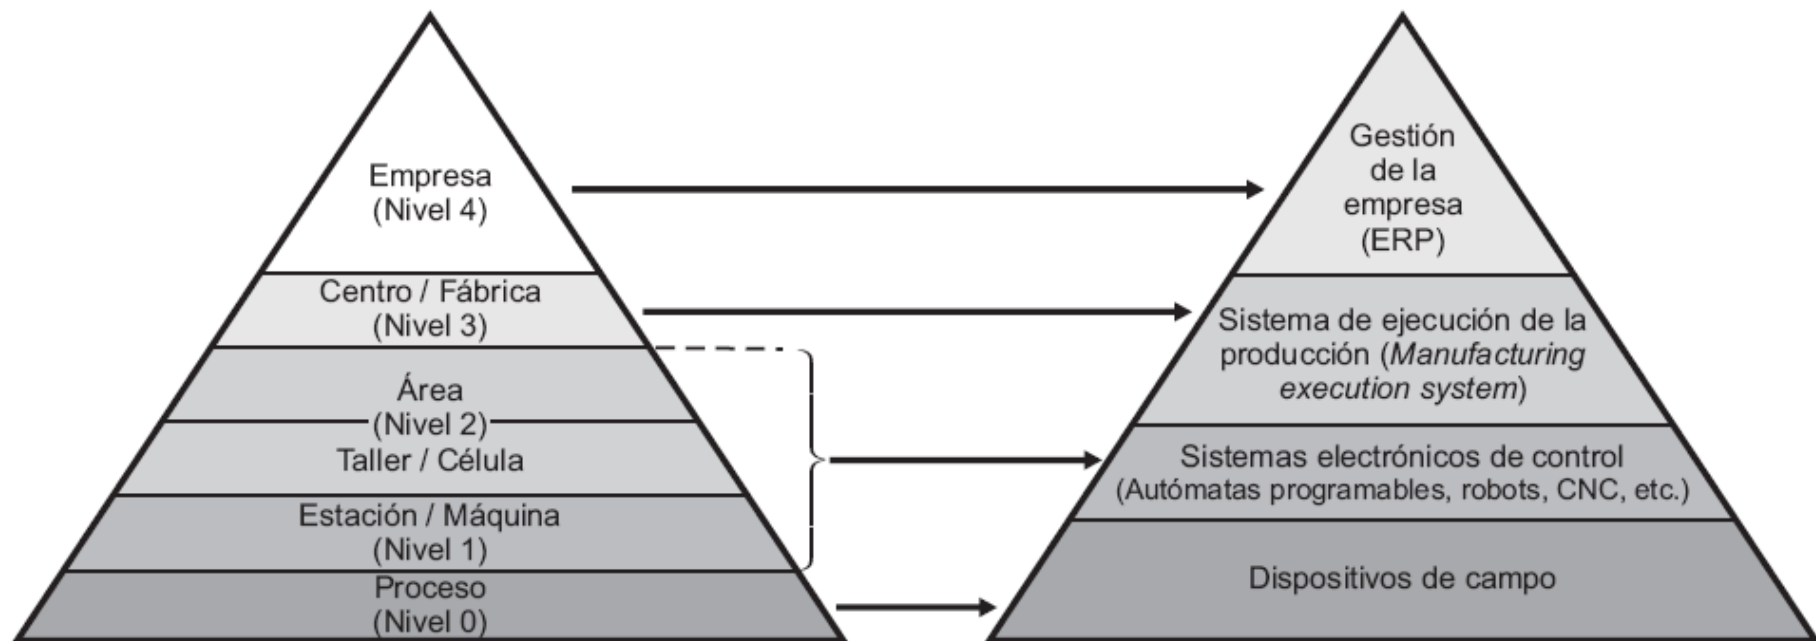 Empresa
(Nivel 4)
Centro / Fábrica
(Nivel 3)
Área
(Nivel 2)
Taller / Célula
Estación / Máquina
(Nivel 1)
Proceso
(Nivel 0)
Gestión
de la
empresa
(ERP)
Sistema de ejecución de la
producción (Manufacturing
execution system)
Sistemas electrónicos de control
(Autómatas programables, robots, CNC, etc.)
Dispositivos de campo